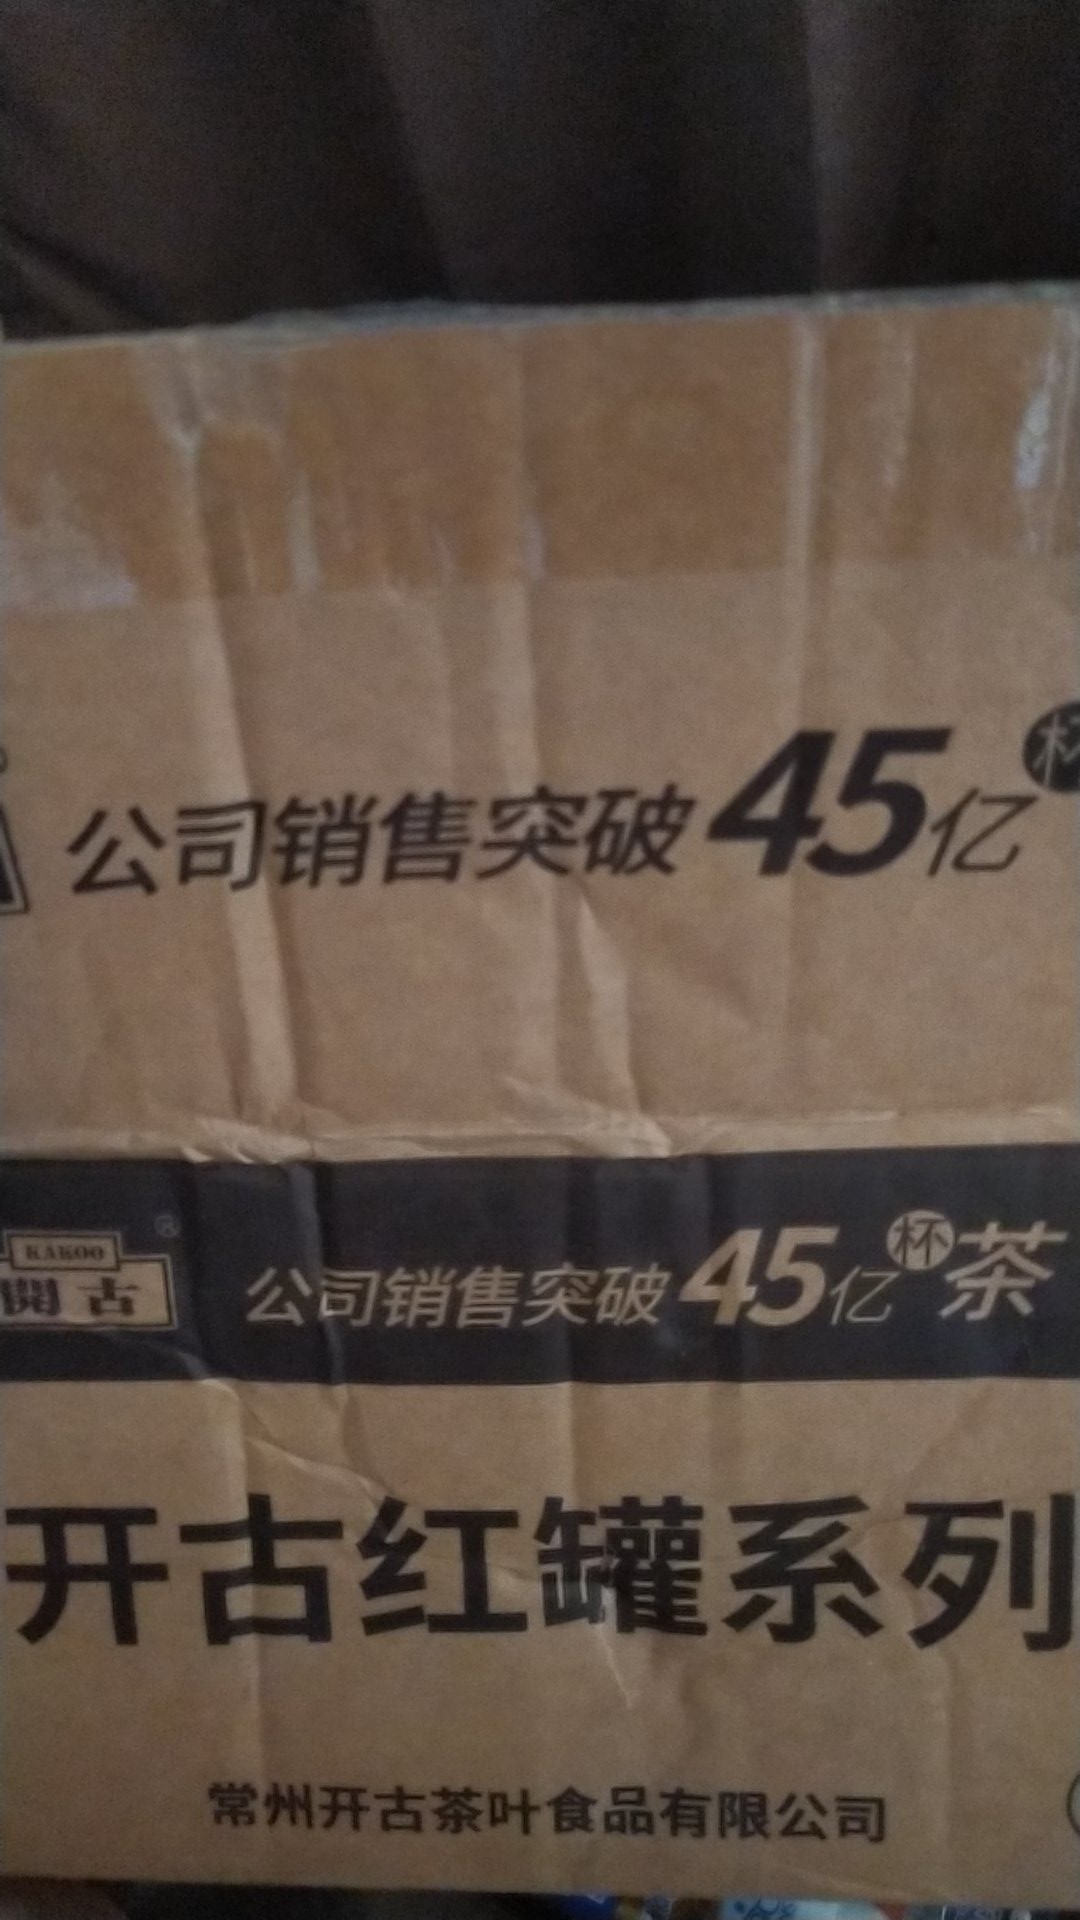 公司销售突破45亿杯
KAKOO
開古
®
公司销售突破45亿杯茶
开古红罐系列
常州开古茶叶食品有限公司